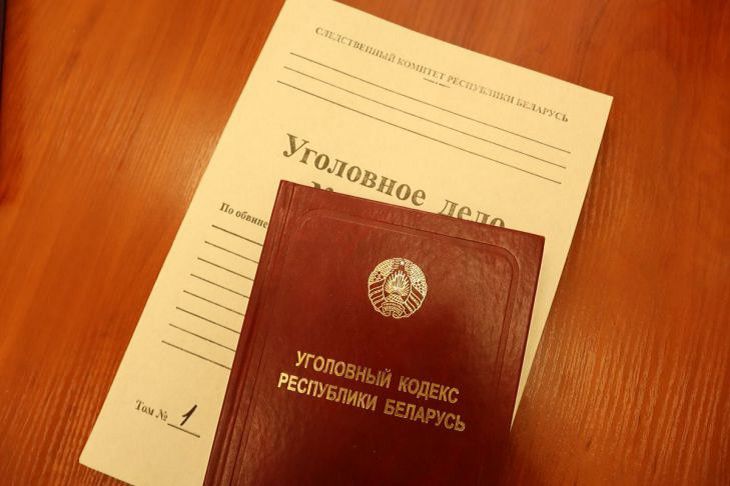 СЛЕДСТВЕННЫЙ КОМИТЕТ РЕСПУБЛИКИ БЕЛАРУСЬ
Уголовное дело
По обвине
Том № 1
УГОЛОВНЫЙ КОДЕКС
РЕСПУБЛИКИ БЕЛАРУСЬ